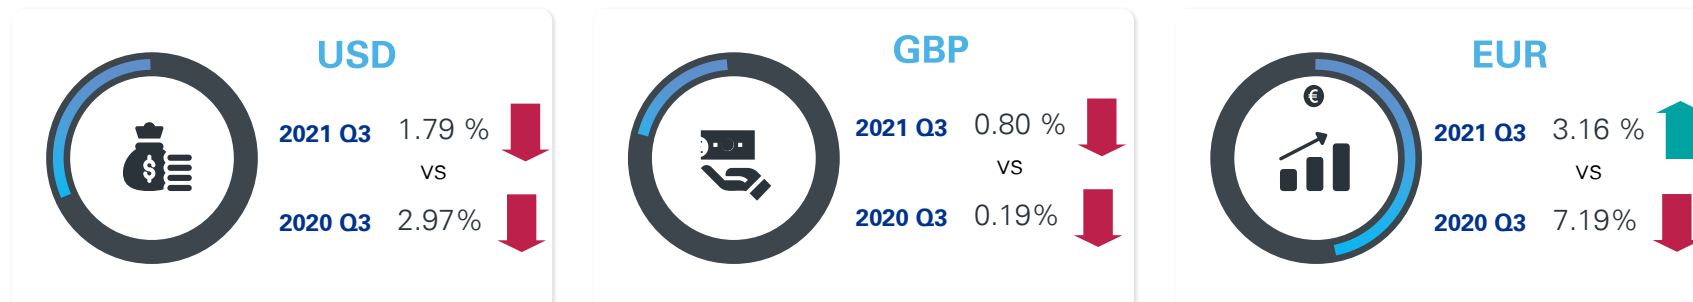 USD
2021 Q3 1.79 %
vs
2020 Q3 2.97%
$
GBP
2021 Q3 0.80 %
vs
2020 Q3 0.19%
EUR
€
2021 Q3 3.16 %
vs
2020 Q3 7.19%